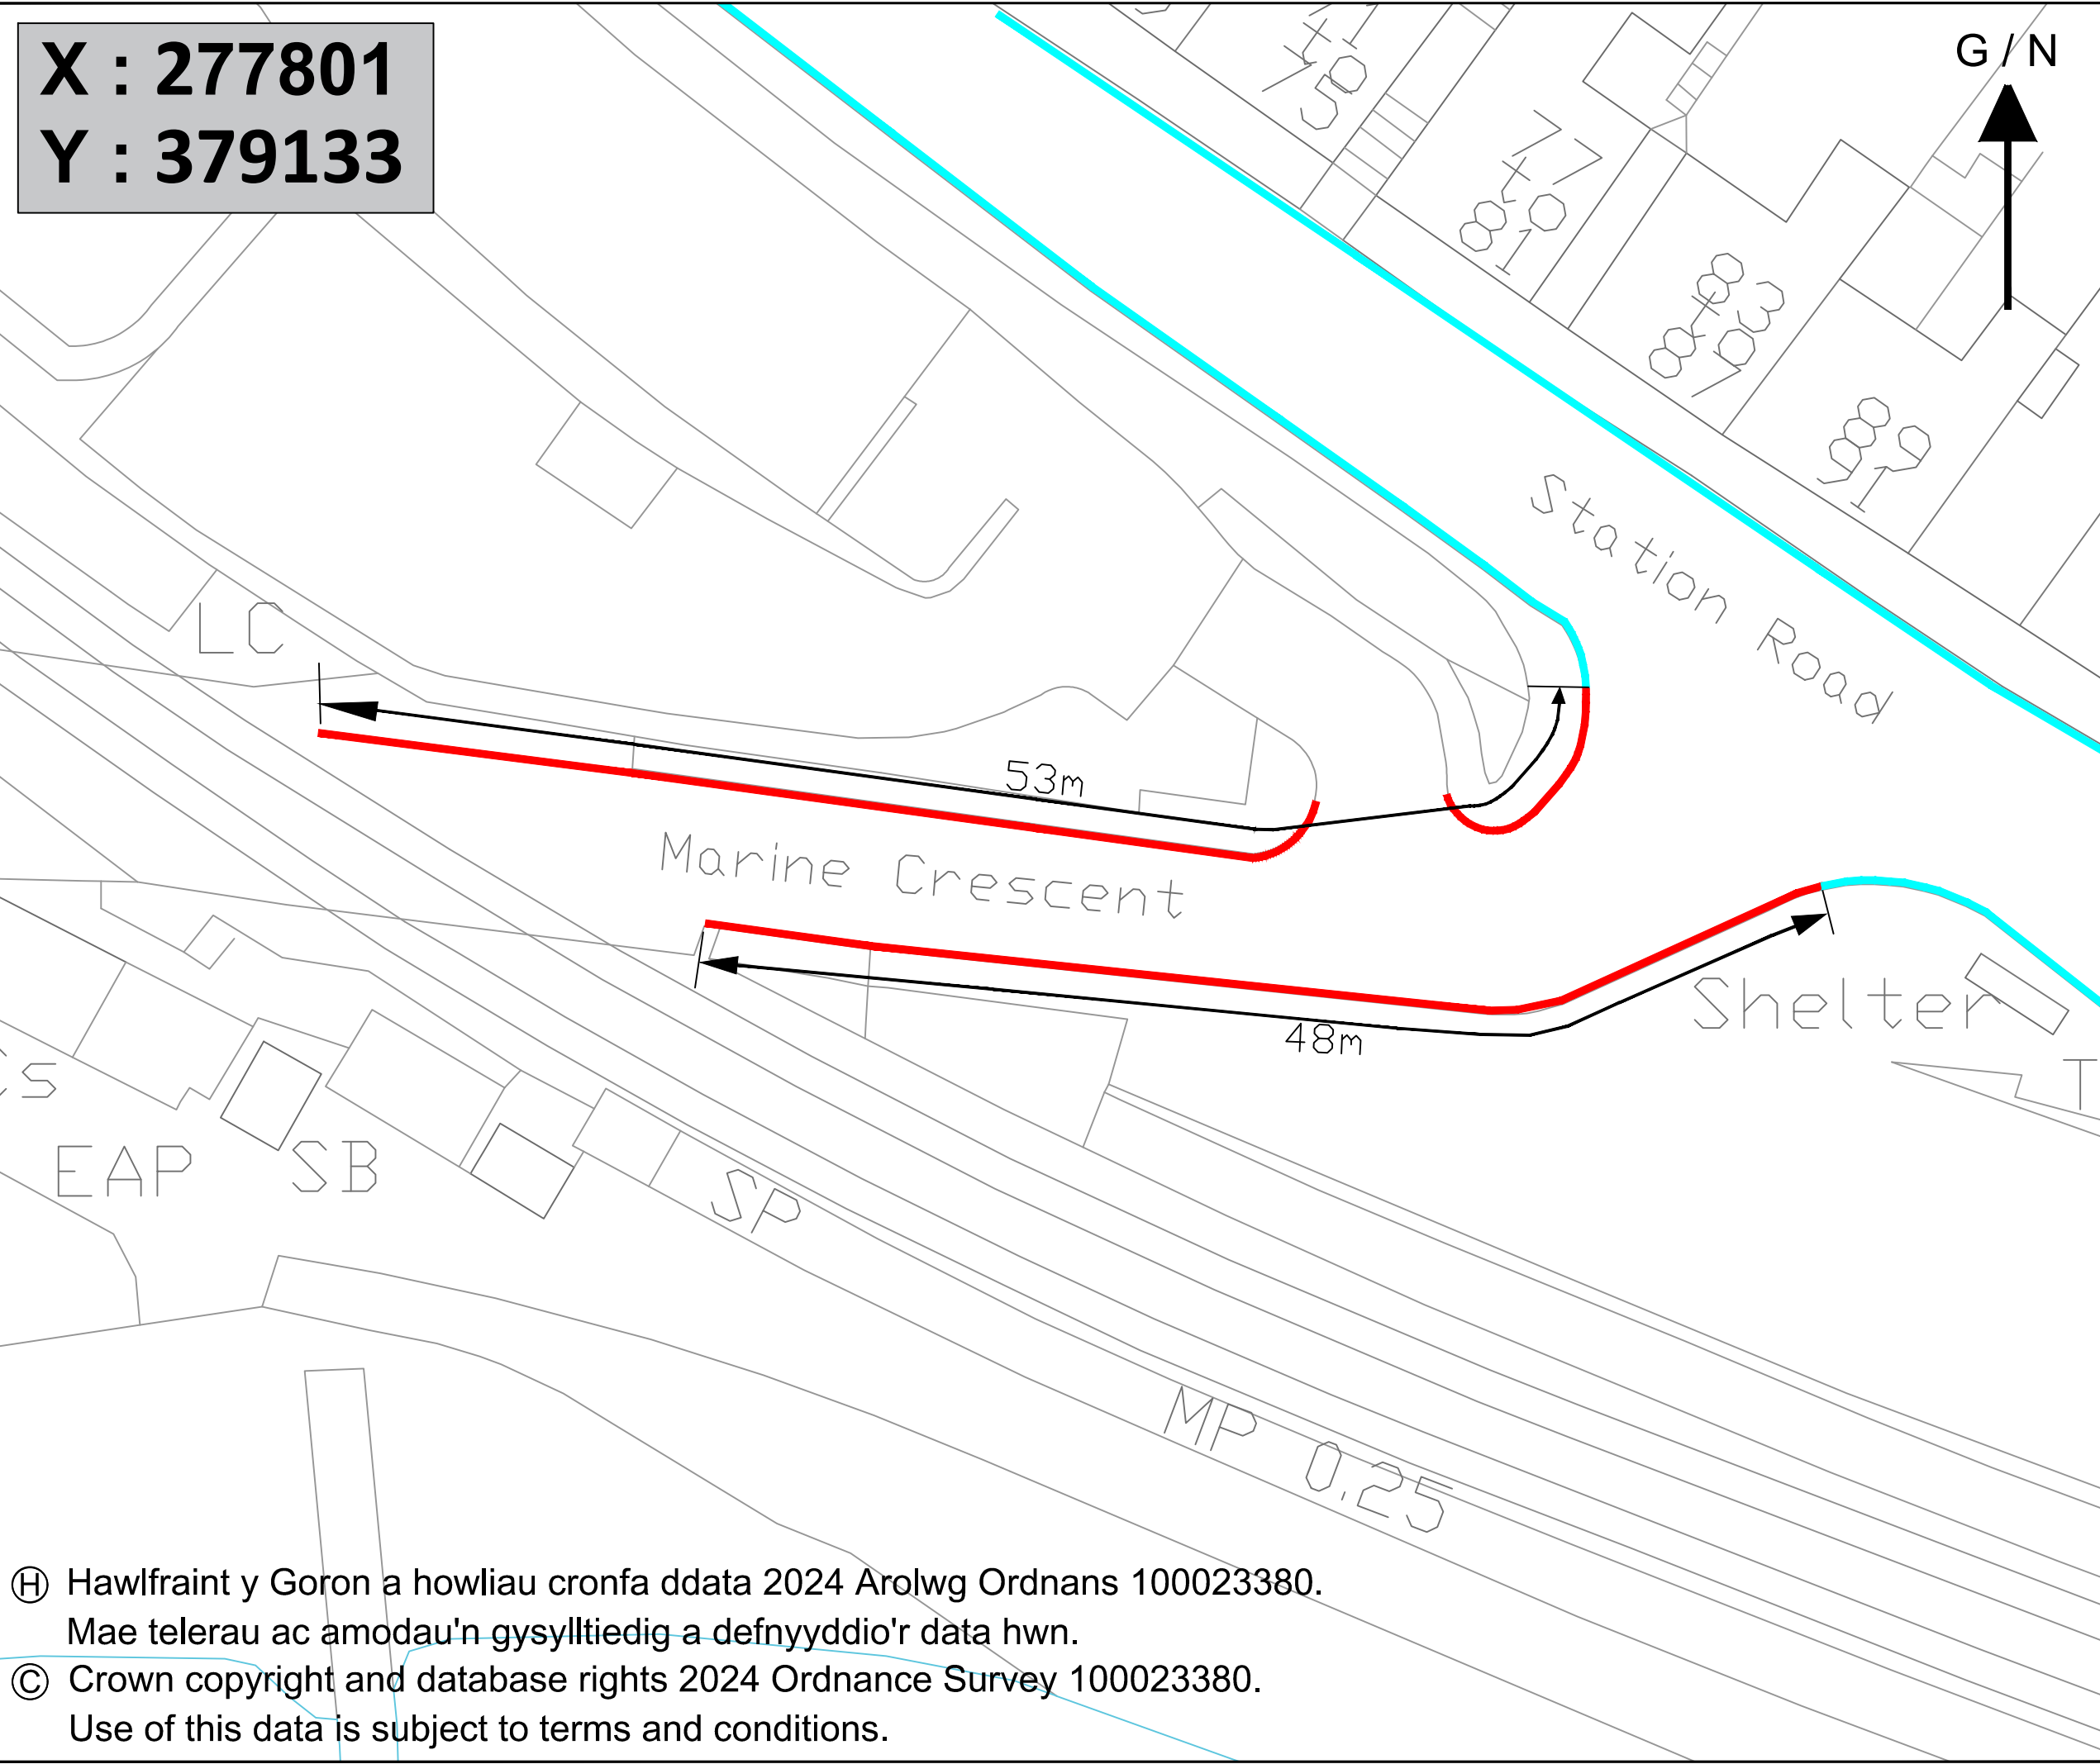 X : 277801
Y : 379133
G / N
75
77 to 81
83 to 87
89
91
Station Road
LC
53m
Marine Crescent
48m
Shelter
EAP
SB
SP
MP 0.25
Ⓗ Hawlfraint y Goron a howliau cronfa ddata 2024 Arolwg Ordnans 100023380.
Mae telerau ac amodau'n gysylltiedig a defnyyddio'r data hwn.
© Crown copyright and database rights 2024 Ordnance Survey 100023380.
Use of this data is subject to terms and conditions.